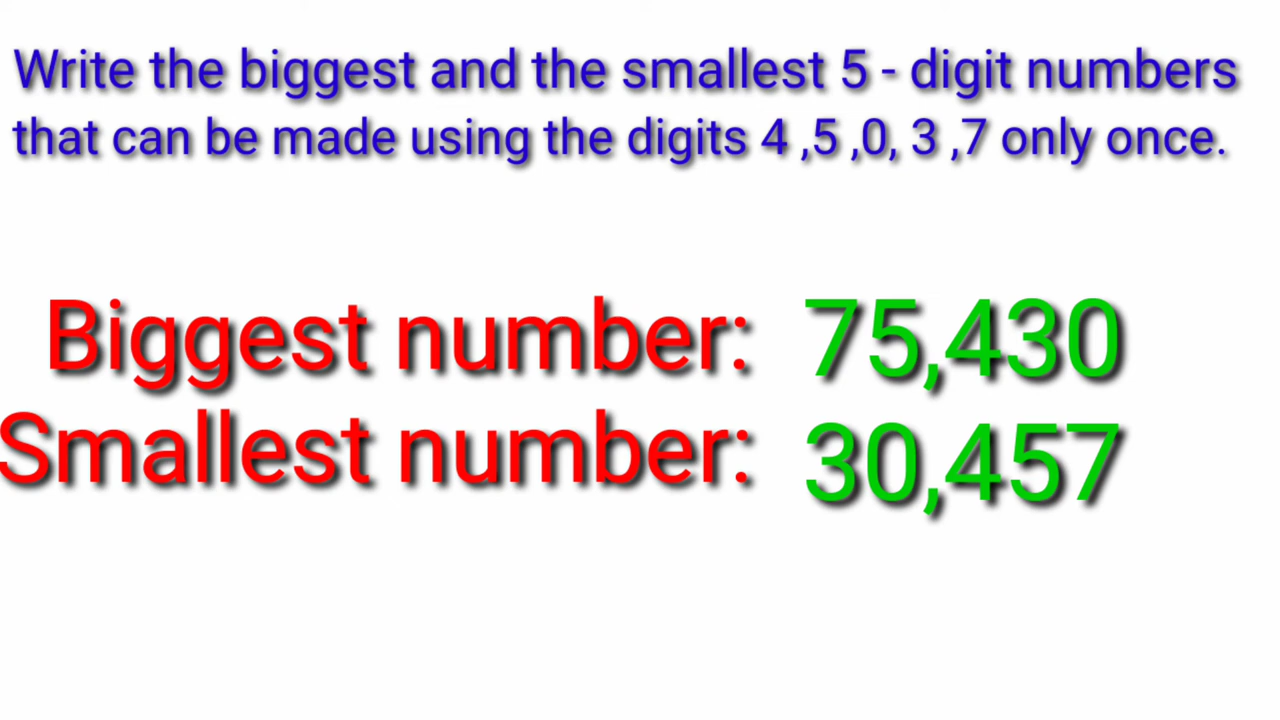 Write the biggest and the smallest 5 - digit numbers
that can be made using the digits 4 ,5 ,0, 3 ,7 only once.
Biggest number: 75,430
Smallest number: 30,457